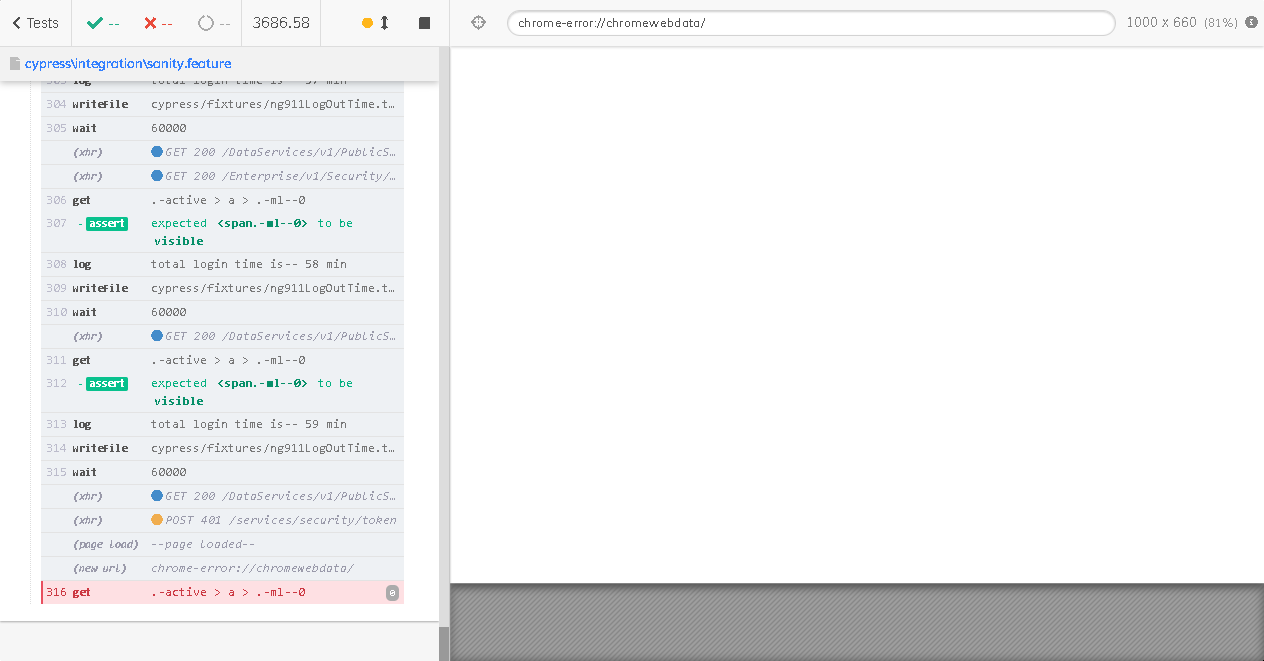 Tests
--
--
--
3686.58
chrome-error://chromewebdata/
1000 x 660 (81%)
cypress\integration\sanity.feature
303 log total login time is-- 57 min
304 writeFile cypress/fixtures/ng911LogOutTime.t…
305 wait 60000
(xhr) GET 200 /DataServices/v1/PublicS…
(xhr) GET 200 /Enterprise/v1/Security/…
306 get .-active > a > .-ml--0
307 - assert expected <span.-ml--0> to be
visible
308 log total login time is-- 58 min
309 writeFile cypress/fixtures/ng911LogOutTime.t…
310 wait 60000
(xhr) GET 200 /DataServices/v1/PublicS…
311 get .-active > a > .-ml--0
312 - assert expected <span.-ml--0> to be
visible
313 log total login time is-- 59 min
314 writeFile cypress/fixtures/ng911LogOutTime.t…
315 wait 60000
(xhr) GET 200 /DataServices/v1/PublicS…
(xhr) POST 401 /services/security/token
(page load) --page loaded--
(new url) chrome-error://chromewebdata/
316 get .-active > a > .-ml--0 0